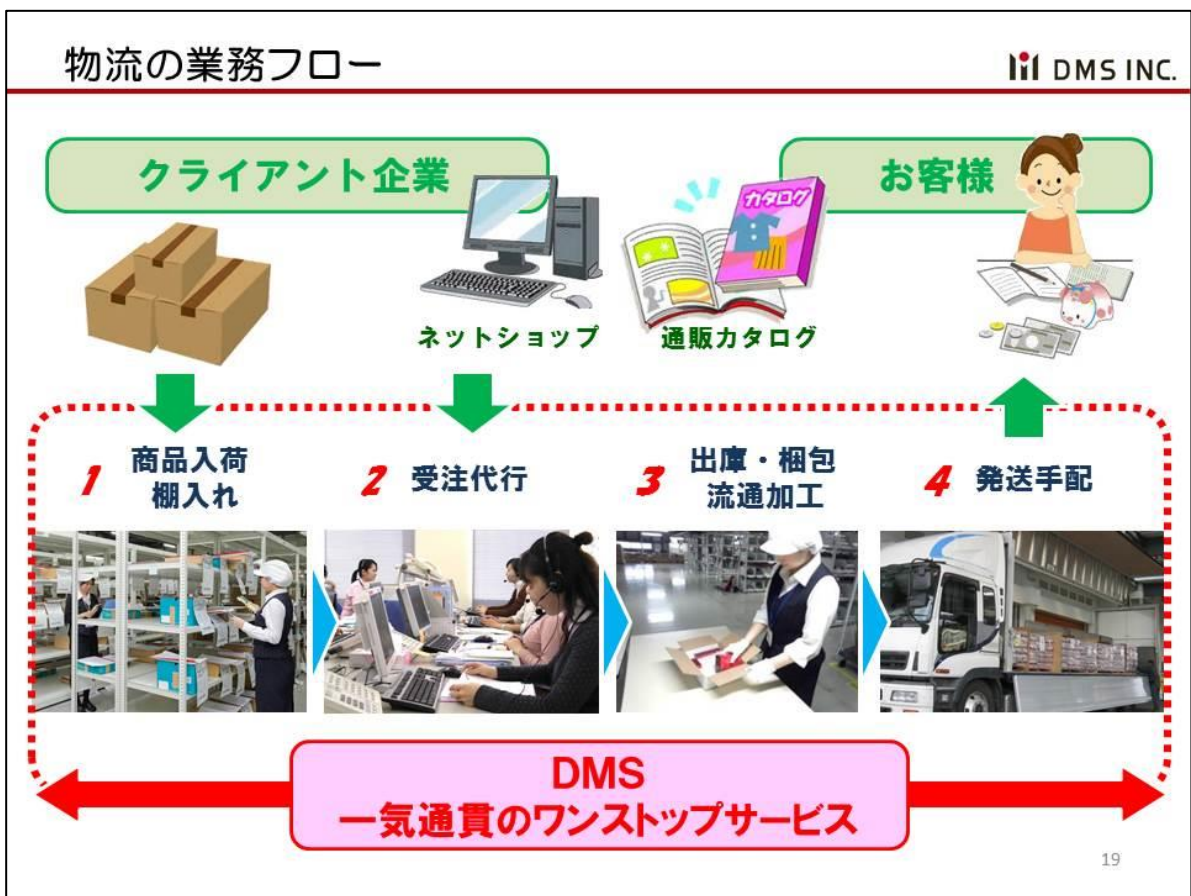 物流の業務フロー
DMS INC.
クライアント企業
お客様
カタログ
ネットショップ
通販カタログ
1 商品入荷
棚入れ
2 受注代行
3 出庫・梱包
流通加工
4 発送手配
DMS
一気通貫のワンストップサービス
19